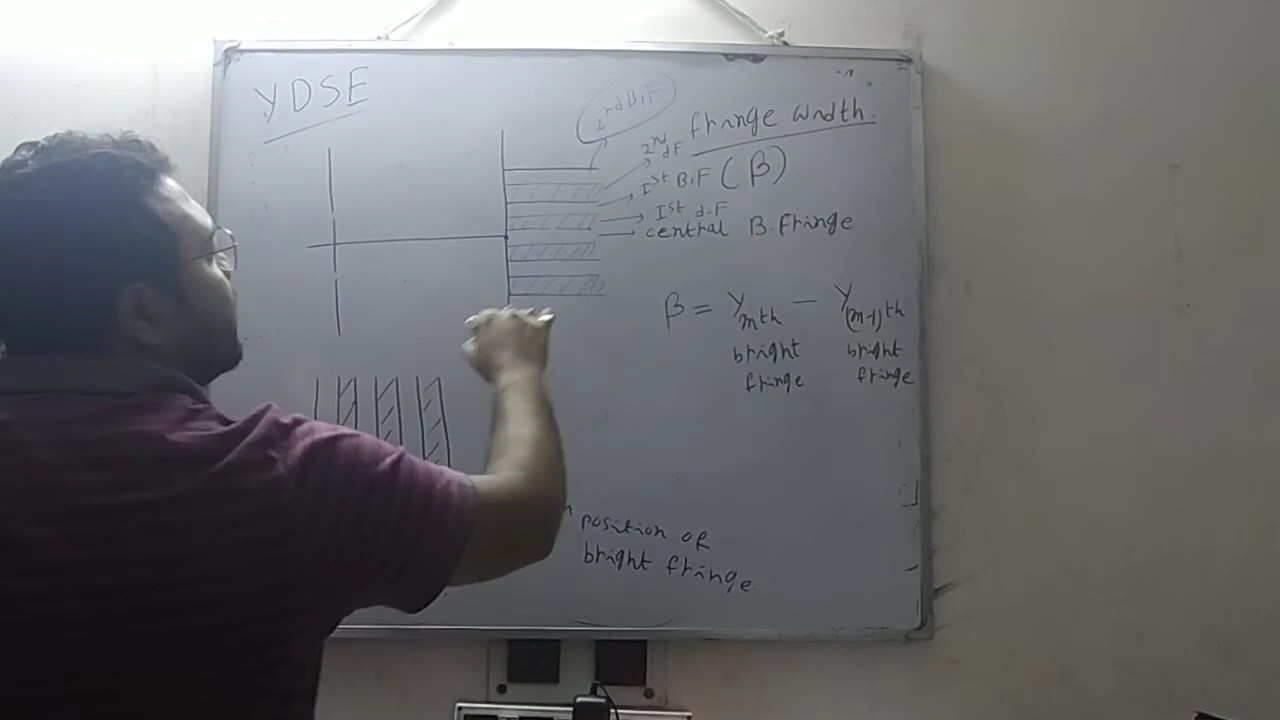 YDSE
2nd B.F
fringe width
2nd d.F
Ist B.F (β)
Ist d.F
central B. fringe
β = Ynth - Y(n-1)th
bright bright
fringe fringe
position of
bright fringe